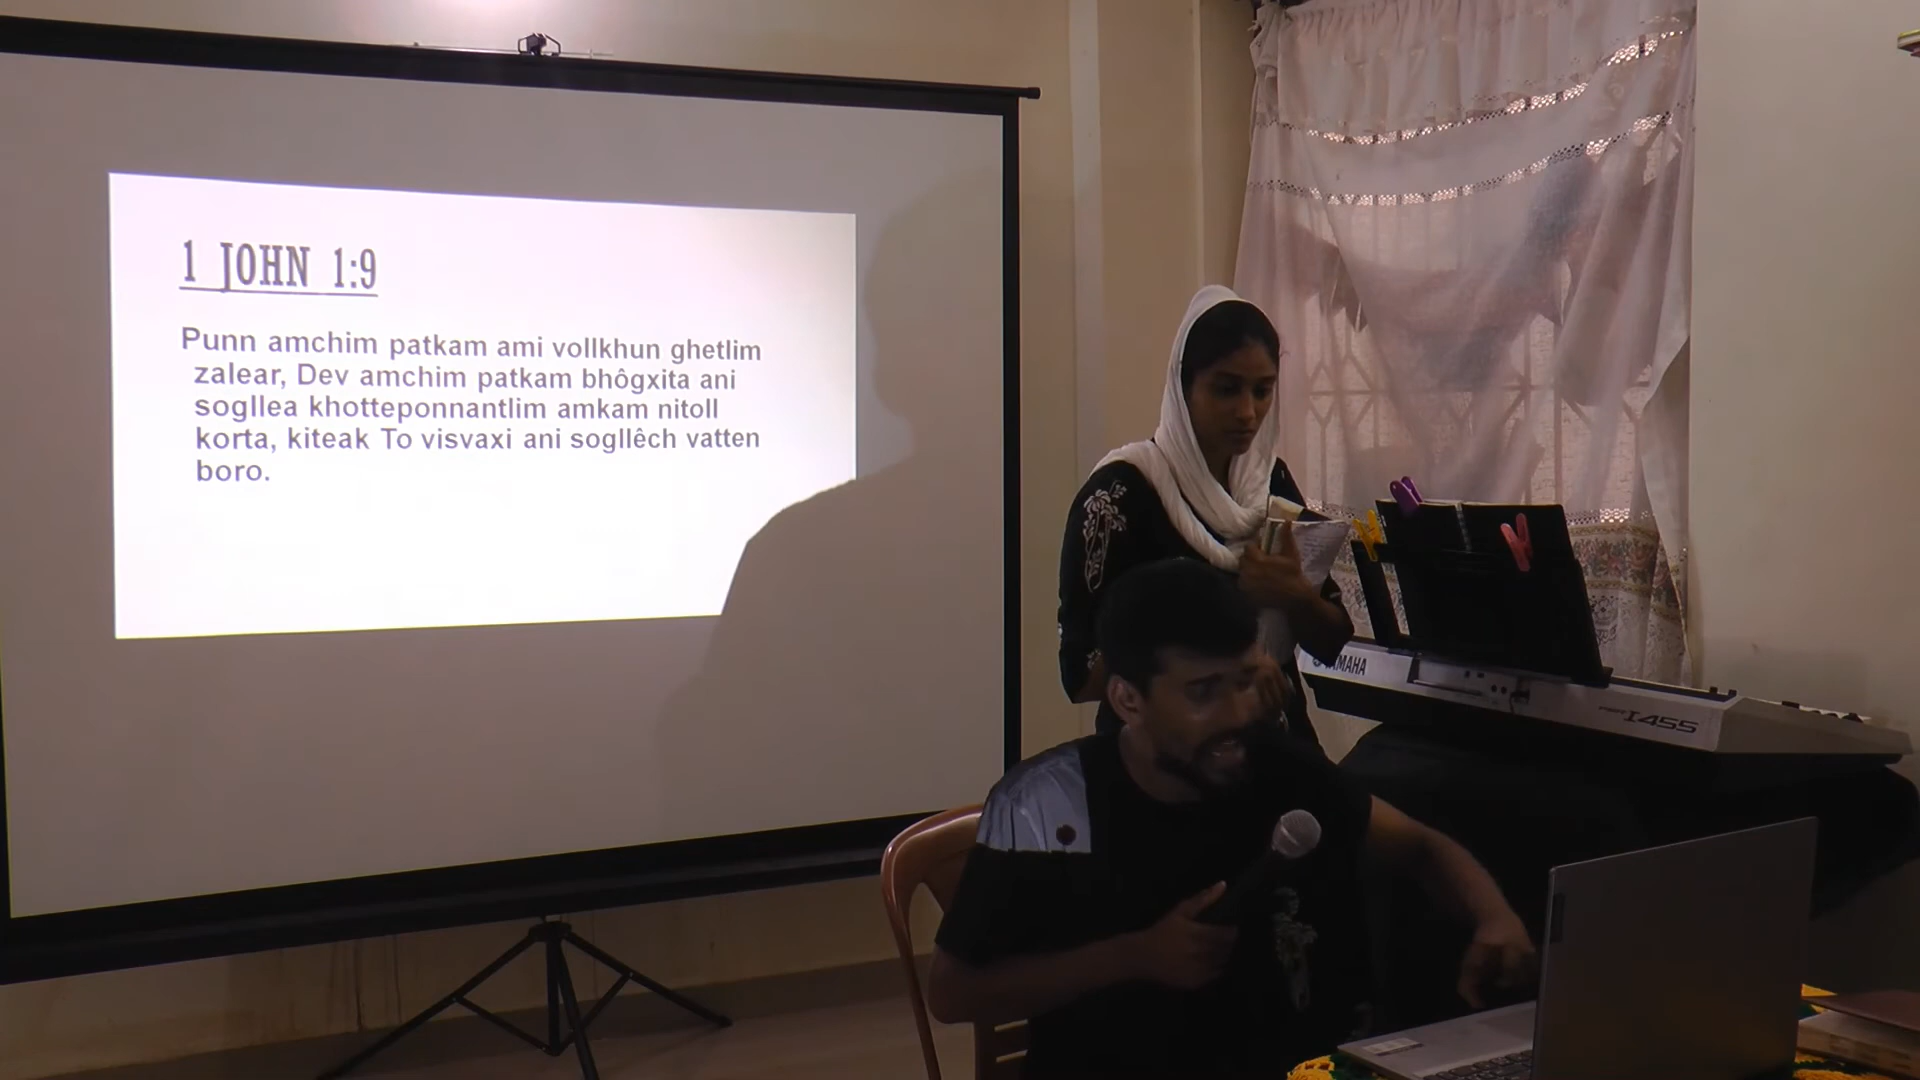 1 JOHN 1:9
Punn amchim patkam ami vollkhun ghetlim
zalear, Dev amchim patkam bhôgxita ani
sogllea khotteponnantlim amkam nitoll
korta, kiteak To visvaxi ani sogllêch vatten
boro.
YAMAHA
I455